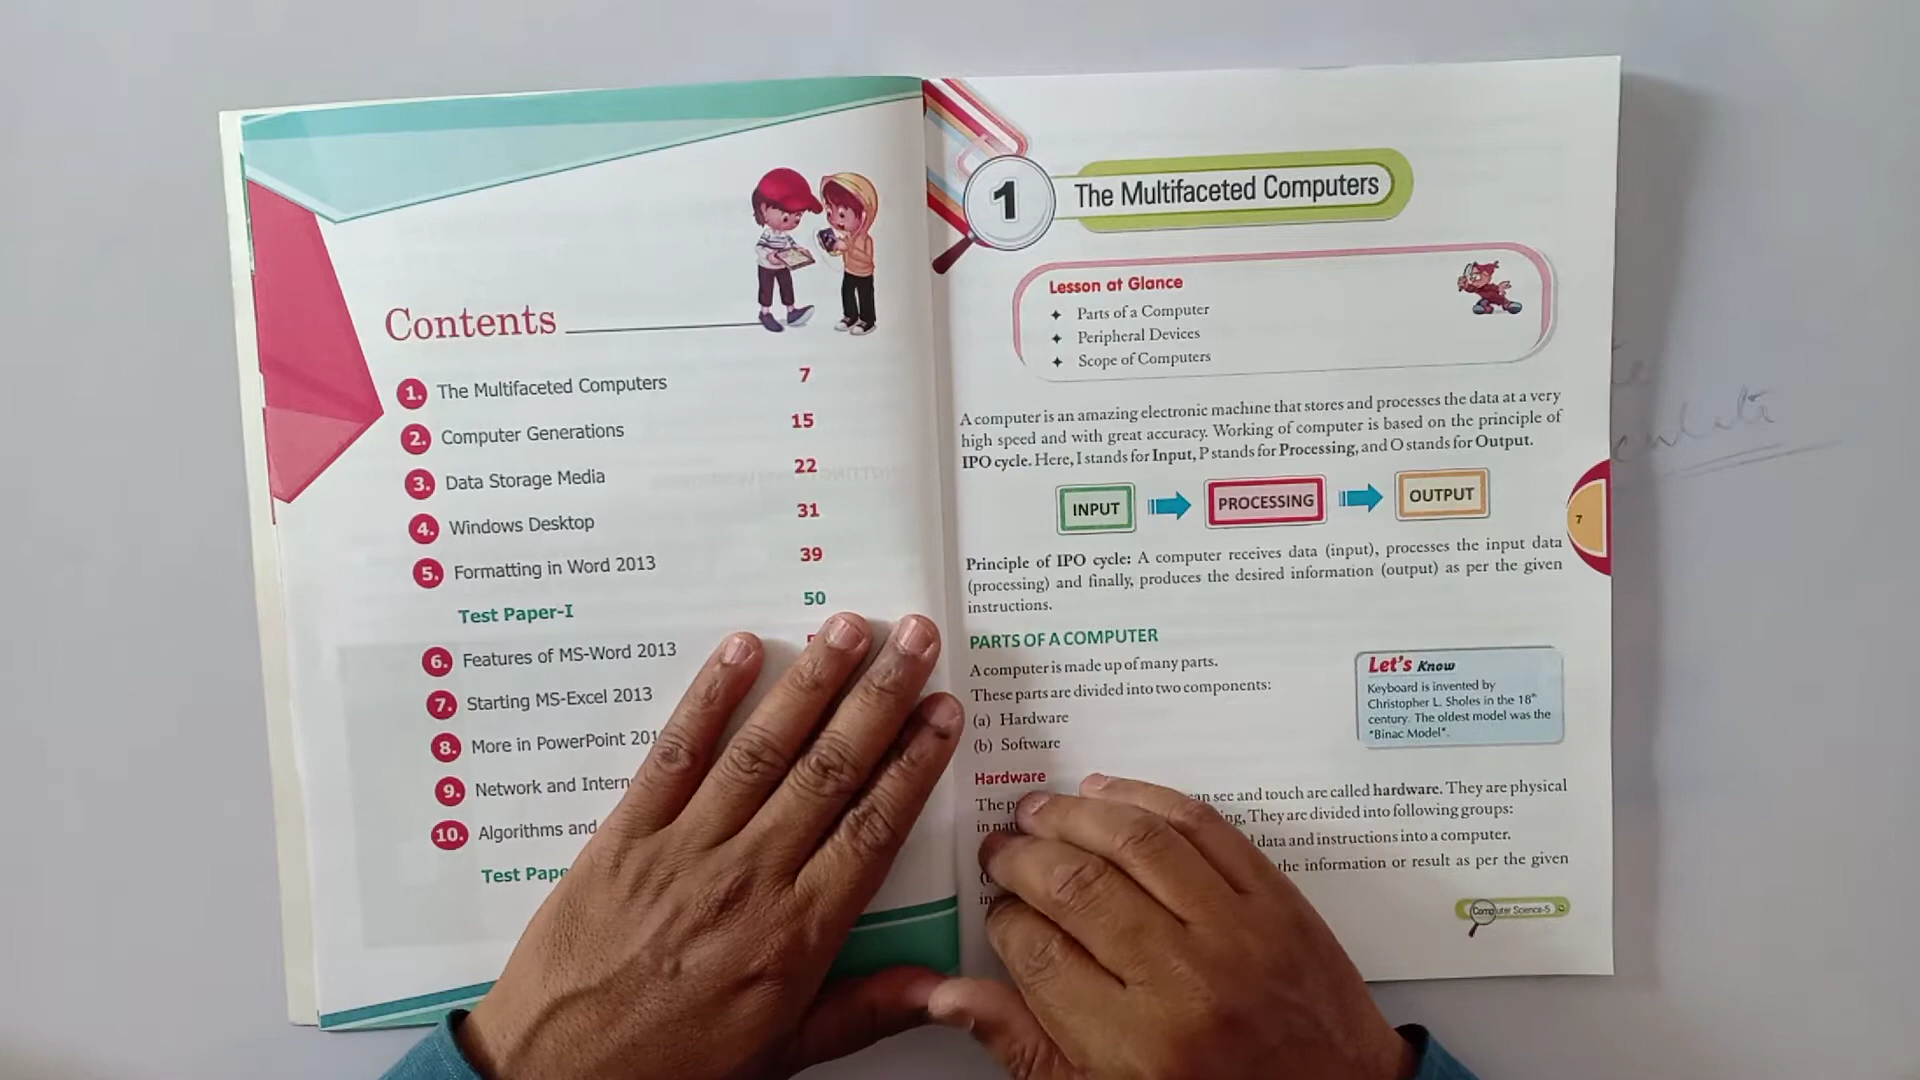 Contents
1. The Multifaceted Computers 7
2. Computer Generations 15
3. Data Storage Media 22
4. Windows Desktop 31
5. Formatting in Word 2013 39
Test Paper-I 50
6. Features of MS-Word 2013
7. Starting MS-Excel 2013
8. More in PowerPoint
9. Network and
10. Algorithms and
Test
1 The Multifaceted Computers
Lesson at Glance
✦ Parts of a Computer
✦ Peripheral Devices
✦ Scope of Computers
A computer is an amazing electronic machine that stores and processes the data at a very
high speed and with great accuracy. Working of computer is based on the principle of
IPO cycle. Here, I stands for Input, P stands for Processing, and O stands for Output.
INPUT PROCESSING OUTPUT
7
Principle of IPO cycle: A computer receives data (input), processes the input data
(processing) and finally, produces the desired information (output) as per the given
instructions.
PARTS OF A COMPUTER
A computer is made up of many parts.
These parts are divided into two components:
(a) Hardware
(b) Software
Let's Know
Keyboard is invented by
Christopher L. Sholes in the 18th
century. The oldest model was the
"Binac Model".
Hardware
The can see and touch are called hardware. They are physical
in They are divided into following groups:
data and instructions into a computer.
the information or result as per the given
Computer Science-5